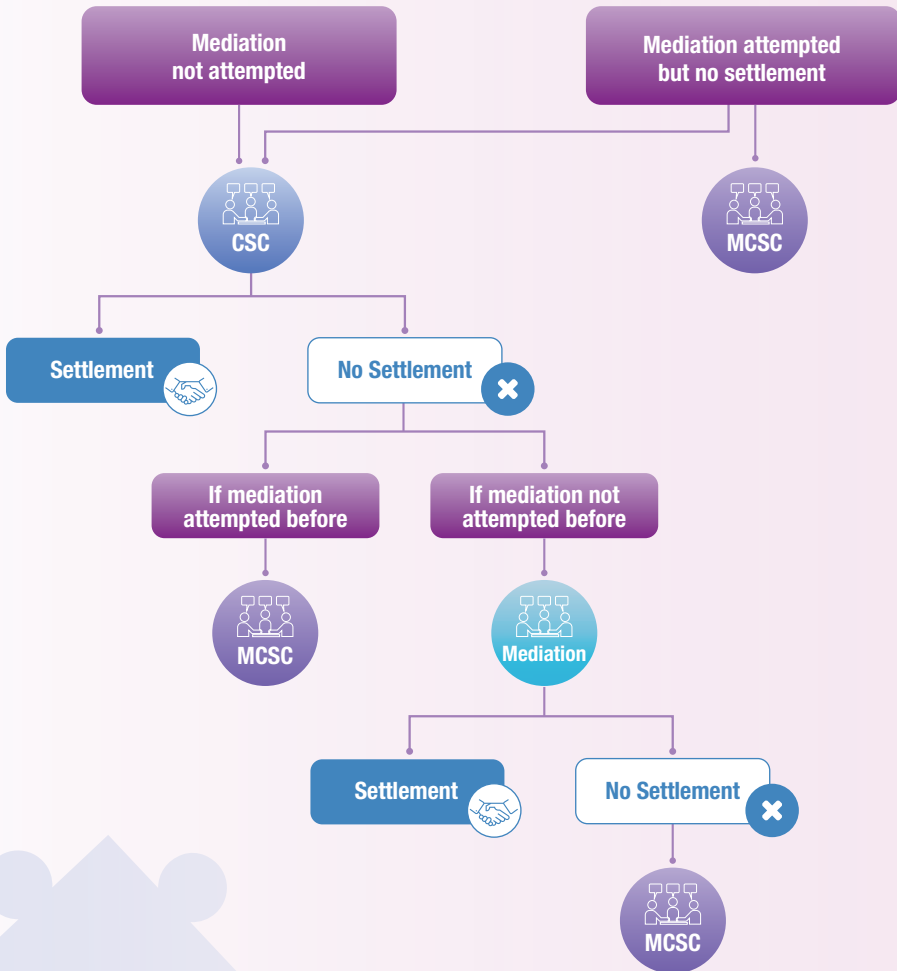 Mediation
not attempted
Mediation attempted
but no settlement
CSC
MCSC
Settlement
No Settlement
If mediation
attempted before
If mediation not
attempted before
MCSC
Mediation
Settlement
No Settlement
MCSC